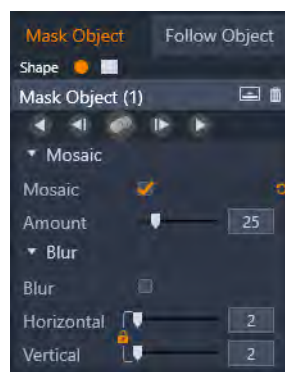 Mask Object Follow Object
Shape
Mask Object (1)
Mosaic
Mosaic
Amount 25
Blur
Blur
Horizontal 2
Vertical 2